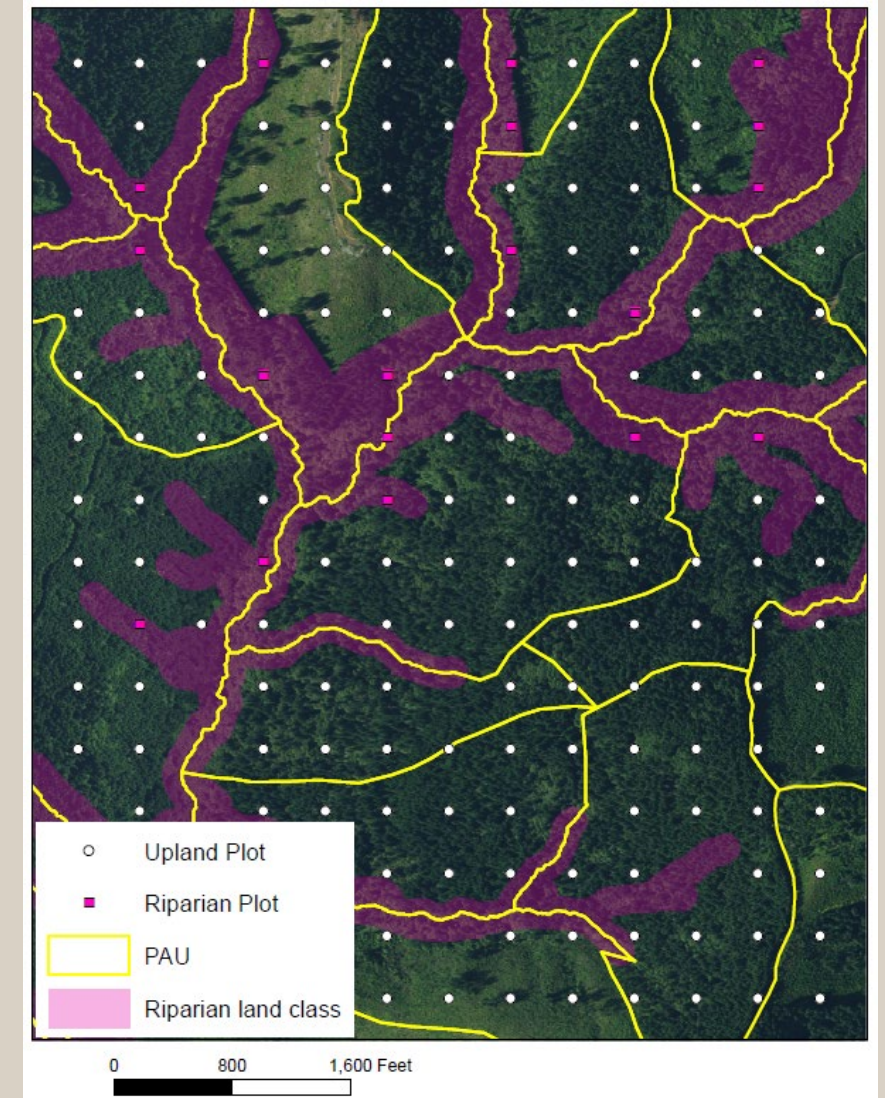 Upland Plot
Riparian Plot
PAU
Riparian land class
0 800 1,600 Feet